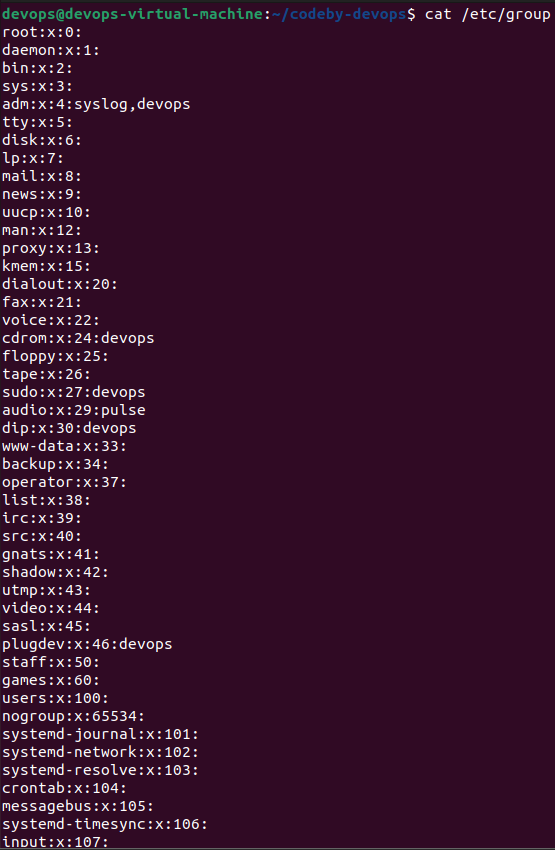 devops@devops-virtual-machine:~/codeby-devops$ cat /etc/group
root:x:0:
daemon:x:1:
bin:x:2:
sys:x:3:
adm:x:4:syslog,devops
tty:x:5:
disk:x:6:
lp:x:7:
mail:x:8:
news:x:9:
uucp:x:10:
man:x:12:
proxy:x:13:
kmem:x:15:
dialout:x:20:
fax:x:21:
voice:x:22:
cdrom:x:24:devops
floppy:x:25:
tape:x:26:
sudo:x:27:devops
audio:x:29:pulse
dip:x:30:devops
www-data:x:33:
backup:x:34:
operator:x:37:
list:x:38:
irc:x:39:
src:x:40:
gnats:x:41:
shadow:x:42:
utmp:x:43:
video:x:44:
sasl:x:45:
plugdev:x:46:devops
staff:x:50:
games:x:60:
users:x:100:
nogroup:x:65534:
systemd-journal:x:101:
systemd-network:x:102:
systemd-resolve:x:103:
crontab:x:104:
messagebus:x:105:
systemd-timesync:x:106:
input:x:107: